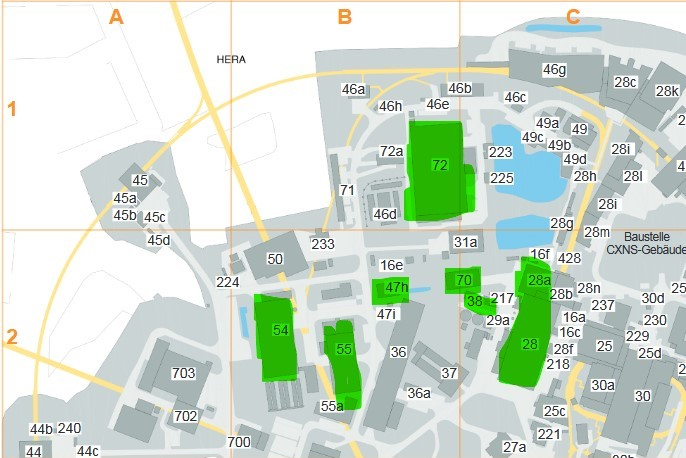 A
B
C
HERA
1
46g
28c
28k
46a
46b
46h
46e
46c
49a
49
49c
49b
28i
72a
72
223
49d
45
71
225
28h
28l
45a
45b
45c
46d
28i
28g
45d
233
31a
28m
Baustelle
CXNS-Gebäude
50
16e
16f
428
224
70
28a
47h
38
217
28b
28n
30d
2
54
47i
29a
16a
237
230
55
36
28
16c
229
28f
25
25d
703
37
218
30a
36a
55a
30
702
25c
44b
240
700
221
44
44c
27a